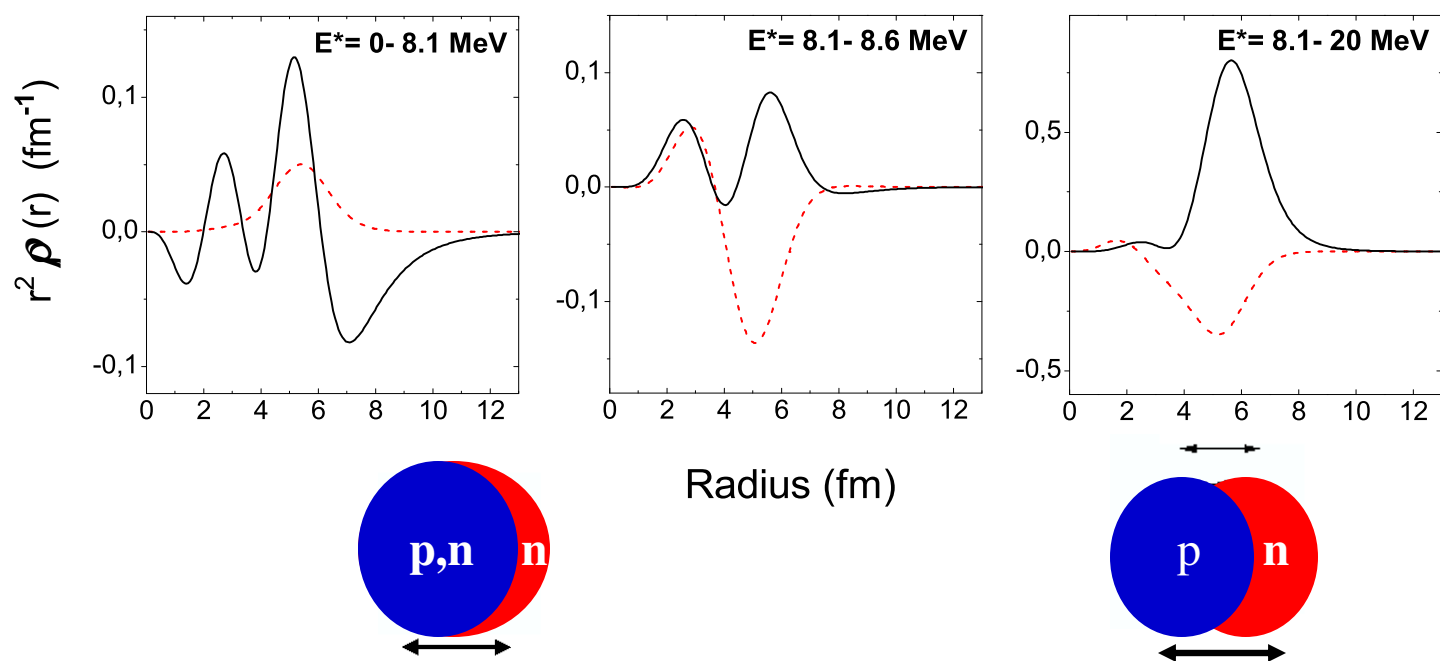 E*= 0- 8.1 MeV
E*= 8.1- 8.6 MeV
E*= 8.1- 20 MeV
r² ρ (r) (fm⁻¹)
0,1
0,0
-0,1
0 2 4 6 8 10 12
0,1
0,0
-0,1
0 2 4 6 8 10 12
0,5
0,0
-0,5
0 2 4 6 8 10 12
Radius (fm)
p,n n
p n